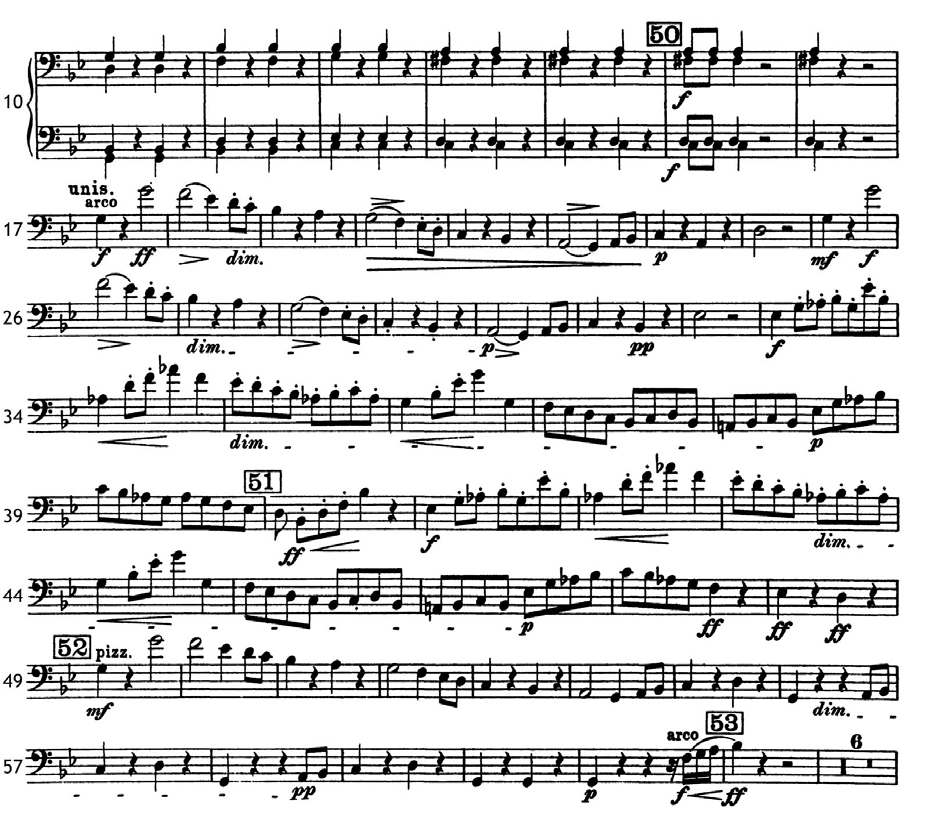 50
10
f
f
unis.
arco
17 f ff > dim. p mf f
26 dim. p pp f
34 dim. p
51
39 ff f dim.
44 p ff ff ff
52 pizz.
49 mf dim.
arco 53 6
57 pp p f ff